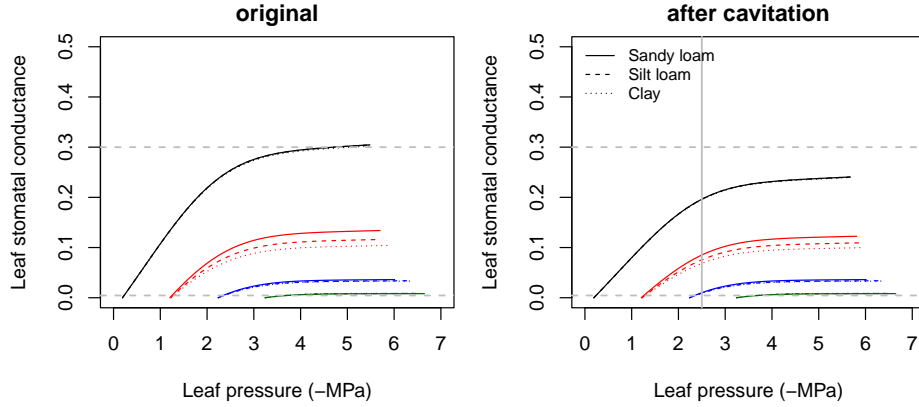 original
after cavitation
Leaf stomatal conductance
0.5
0.4
0.3
0.2
0.1
0.0
0 1 2 3 4 5 6 7
Leaf pressure (−MPa)
Leaf stomatal conductance
0.5
0.4
0.3
0.2
0.1
0.0
Sandy loam
Silt loam
Clay
0 1 2 3 4 5 6 7
Leaf pressure (−MPa)